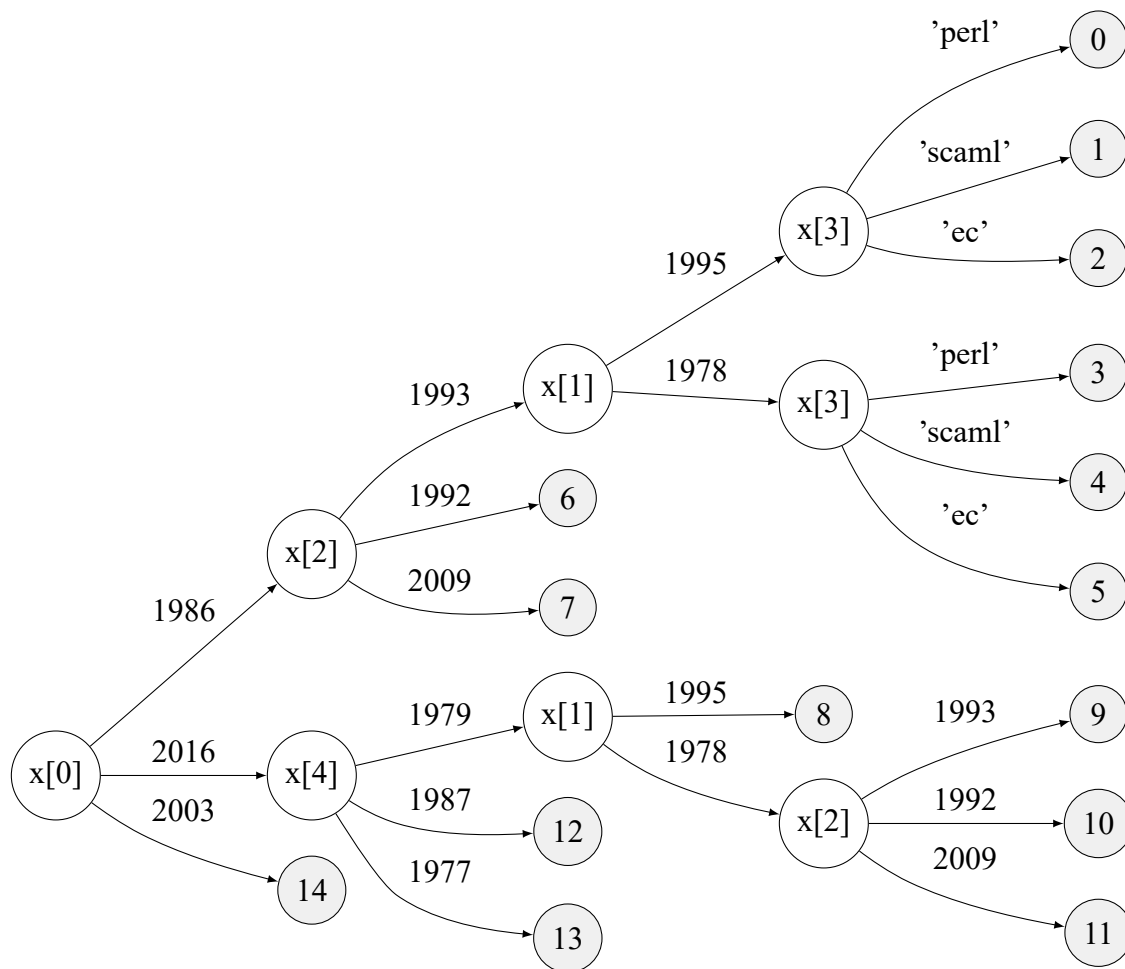 ’perl’
0
’scaml’
1
x[3]
’ec’
2
1995
’perl’
3
1978
x[1]
x[3]
1993
’scaml’
4
1992
6
’ec’
x[2]
2009
7
5
1986
1979
x[1]
1995
8
1993
9
1978
2016
x[0]
x[4]
1987
1992
2003
12
x[2]
10
1977
2009
14
13
11